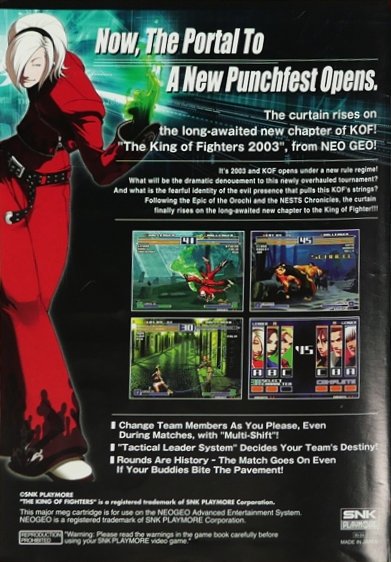 Now, The Portal To
A New Punchfest Opens.
The curtain rises on
the long-awaited new chapter of KOF!
"The King of Fighters 2003", from NEO GEO!
It's 2003 and KOF opens under a new rule regime!
What will be the dramatic denouement to this newly overhauled tournament?
And what is the fearful identity of the evil presence that pulls this KOF's strings?
Following the Epic of the Orochi and the NESTS Chronicles, the curtain
finally rises on the long-awaited new chapter to the King of Fighter!!!
41
45
30
LEADER
LEADER
A B C
45
C B A
COMPLETE
Change Team Members As You Please, Even
During Matches, with "Multi-Shift"!
"Tactical Leader System" Decides Your Team's Destiny!
Rounds Are History - The Match Goes On Even
If Your Buddies Bite The Pavement!
©SNK PLAYMORE
"THE KING OF FIGHTERS" is a registered trademark of SNK PLAYMORE Corporation.
This major meg cartridge is for use on the NEOGEO Advanced Entertainment System.
NEOGEO is a registered trademark of SNK PLAYMORE Corporation.
REPRODUCTION
PROHIBITED
"Warning: Please read the warnings in the game book carefully before
using your SNK PLAYMORE video game."
SNK
PLAYMORE
MADE IN JAPAN